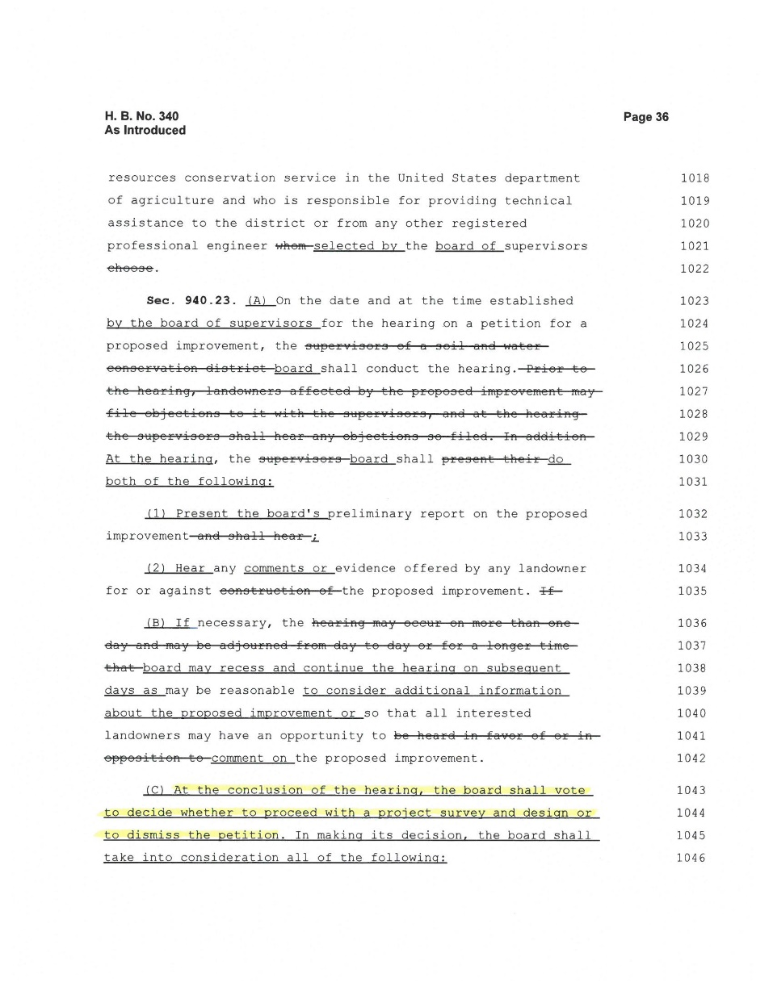 H. B. No. 340 Page 36
As Introduced
resources conservation service in the United States department 1018
of agriculture and who is responsible for providing technical 1019
assistance to the district or from any other registered 1020
professional engineer whom selected by the board of supervisors 1021
choose. 1022
Sec. 940.23. (A) On the date and at the time established 1023
by the board of supervisors for the hearing on a petition for a 1024
proposed improvement, the supervisors of a soil and water 1025
conservation district board shall conduct the hearing. Prior to 1026
the hearing, landowners affected by the proposed improvement may 1027
file objections to it with the supervisors, and at the hearing 1028
the supervisors shall hear any objections so filed. In addition 1029
At the hearing, the supervisors board shall present their do 1030
both of the following: 1031
(1) Present the board's preliminary report on the proposed 1032
improvement and shall hear ; 1033
(2) Hear any comments or evidence offered by any landowner 1034
for or against construction of the proposed improvement. If 1035
(B) If necessary, the hearing may occur on more than one 1036
day and may be adjourned from day to day or for a longer time 1037
that board may recess and continue the hearing on subsequent 1038
days as may be reasonable to consider additional information 1039
about the proposed improvement or so that all interested 1040
landowners may have an opportunity to be heard in favor of or in 1041
opposition to comment on the proposed improvement. 1042
(C) At the conclusion of the hearing, the board shall vote 1043
to decide whether to proceed with a project survey and design or 1044
to dismiss the petition. In making its decision, the board shall 1045
take into consideration all of the following: 1046